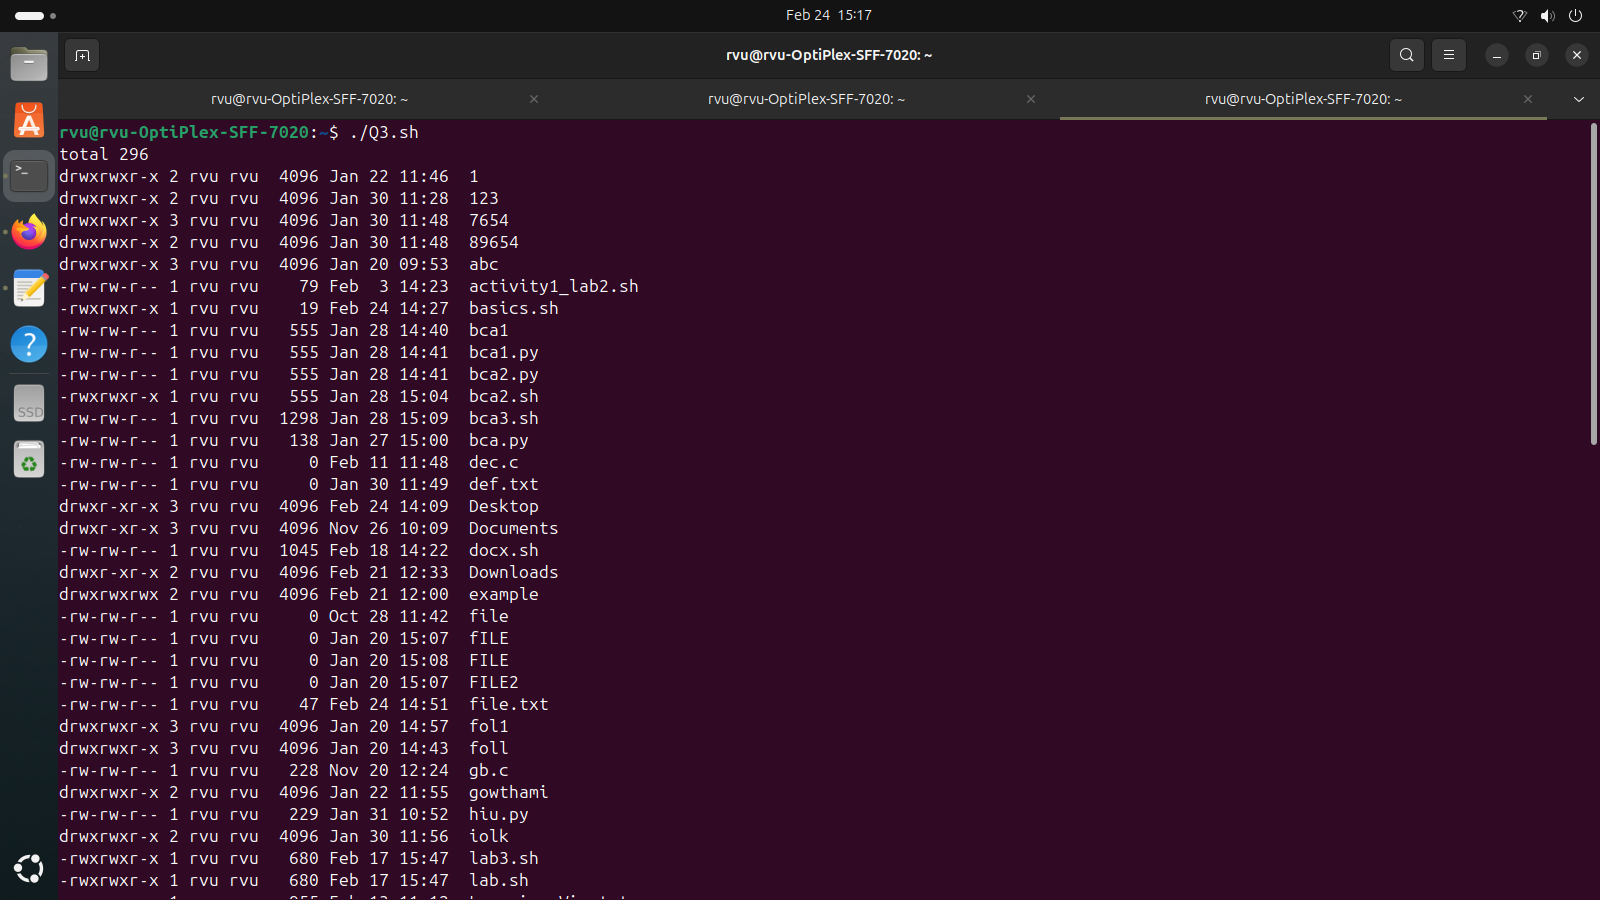 Feb 24 15:17
rvu@rvu-OptiPlex-SFF-7020: ~
rvu@rvu-OptiPlex-SFF-7020: ~
rvu@rvu-OptiPlex-SFF-7020: ~
rvu@rvu-OptiPlex-SFF-7020: ~
rvu@rvu-OptiPlex-SFF-7020:~$ ./Q3.sh
total 296
drwxrwxr-x 2 rvu rvu  4096 Jan 22 11:46  1
drwxrwxr-x 2 rvu rvu  4096 Jan 30 11:28  123
drwxrwxr-x 3 rvu rvu  4096 Jan 30 11:48  7654
drwxrwxr-x 2 rvu rvu  4096 Jan 30 11:48  89654
drwxrwxr-x 3 rvu rvu  4096 Jan 20 09:53  abc
-rw-rw-r-- 1 rvu rvu    79 Feb  3 14:23  activity1_lab2.sh
-rwxrwxr-x 1 rvu rvu    19 Feb 24 14:27  basics.sh
-rw-rw-r-- 1 rvu rvu   555 Jan 28 14:40  bca1
-rw-rw-r-- 1 rvu rvu   555 Jan 28 14:41  bca1.py
-rw-rw-r-- 1 rvu rvu   555 Jan 28 14:41  bca2.py
-rwxrwxr-x 1 rvu rvu   555 Jan 28 15:04  bca2.sh
-rw-rw-r-- 1 rvu rvu  1298 Jan 28 15:09  bca3.sh
-rw-rw-r-- 1 rvu rvu   138 Jan 27 15:00  bca.py
-rw-rw-r-- 1 rvu rvu     0 Feb 11 11:48  dec.c
-rw-rw-r-- 1 rvu rvu     0 Jan 30 11:49  def.txt
drwxr-xr-x 3 rvu rvu  4096 Feb 24 14:09  Desktop
drwxr-xr-x 3 rvu rvu  4096 Nov 26 10:09  Documents
-rw-rw-r-- 1 rvu rvu  1045 Feb 18 14:22  docx.sh
drwxr-xr-x 2 rvu rvu  4096 Feb 21 12:33  Downloads
drwxrwxrwx 2 rvu rvu  4096 Feb 21 12:00  example
-rw-rw-r-- 1 rvu rvu     0 Oct 28 11:42  file
-rw-rw-r-- 1 rvu rvu     0 Jan 20 15:07  fILE
-rw-rw-r-- 1 rvu rvu     0 Jan 20 15:08  FILE
-rw-rw-r-- 1 rvu rvu     0 Jan 20 15:07  FILE2
-rw-rw-r-- 1 rvu rvu    47 Feb 24 14:51  file.txt
drwxrwxr-x 3 rvu rvu  4096 Jan 20 14:57  fol1
drwxrwxr-x 3 rvu rvu  4096 Jan 20 14:43  foll
-rw-rw-r-- 1 rvu rvu   228 Nov 20 12:24  gb.c
drwxrwxr-x 2 rvu rvu  4096 Jan 22 11:55  gowthami
-rw-rw-r-- 1 rvu rvu   229 Jan 31 10:52  hiu.py
drwxrwxr-x 2 rvu rvu  4096 Jan 30 11:56  iolk
-rwxrwxr-x 1 rvu rvu   680 Feb 17 15:47  lab3.sh
-rwxrwxr-x 1 rvu rvu   680 Feb 17 15:47  lab.sh
SSD